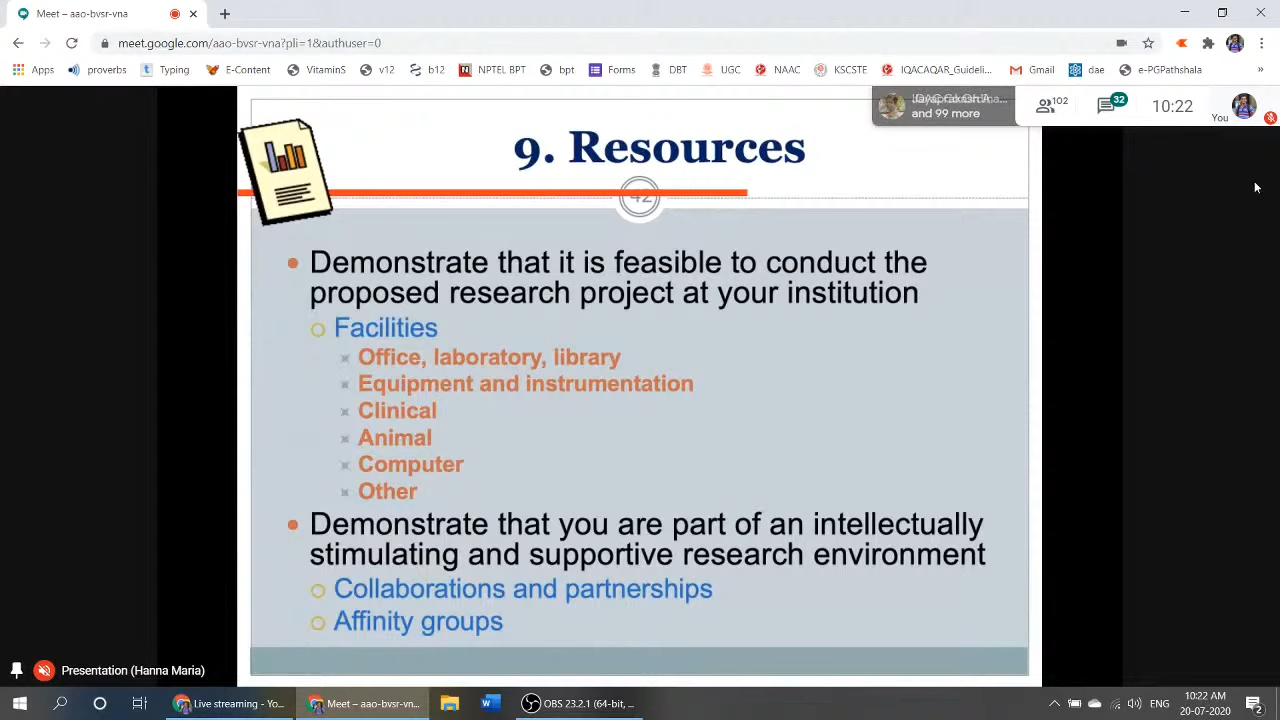 Meet – aao-bvsr-vna
meet.google.com/aao-bvsr-vna?pli=1&authuser=0
Apps proverbs Typing E-Content VitaminS v12 b12 NPTEL BPT bpt Forms DBT UGC NAAC KSCSTE IQACAQAR_Guideli... Gmail dae e-PGPathshala »
and 99 more
102
32
10:22
You
9. Resources
42
Demonstrate that it is feasible to conduct the
proposed research project at your institution
Facilities
Office, laboratory, library
Equipment and instrumentation
Clinical
Animal
Computer
Other
Demonstrate that you are part of an intellectually
stimulating and supportive research environment
Collaborations and partnerships
Affinity groups
Presentation (Hanna Maria)
Live streaming - Yo...
Meet – aao-bvsr-vn...
OBS 23.2.1 (64-bit, ...
ENG
10:22 AM
20-07-2020
2